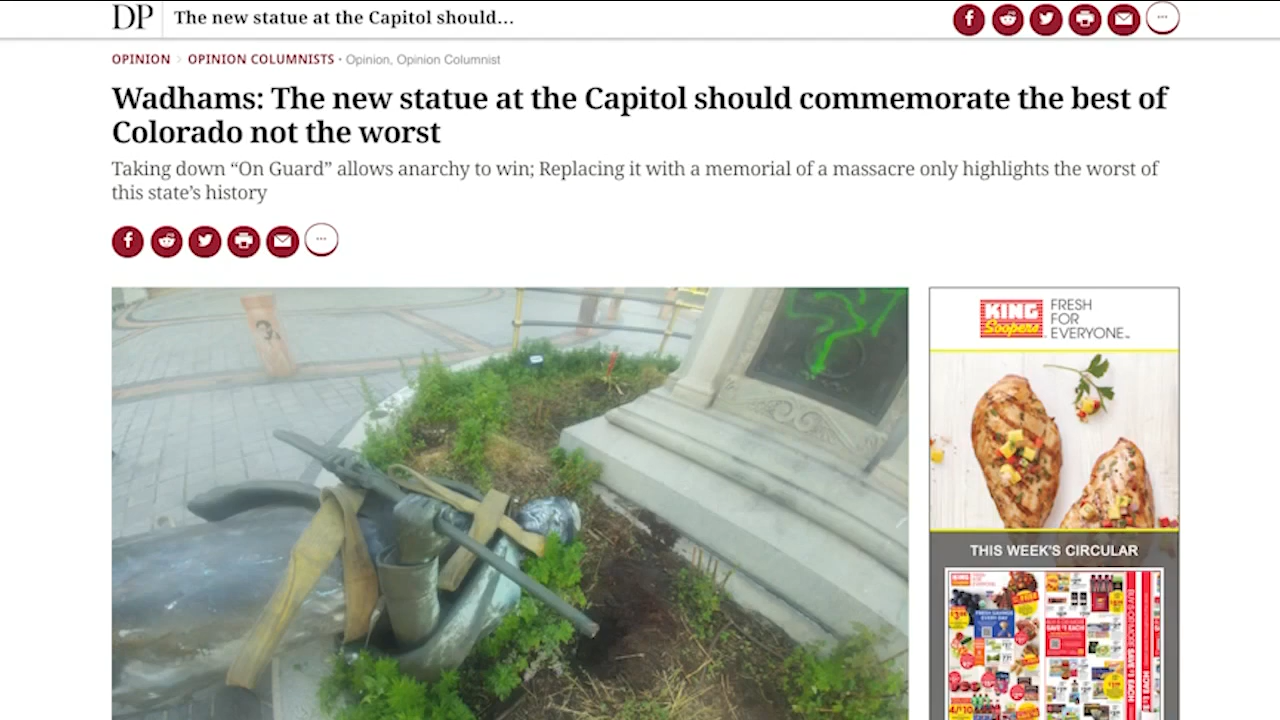 DP
The new statue at the Capitol should...
OPINION > OPINION COLUMNISTS • Opinion, Opinion Columnist
Wadhams: The new statue at the Capitol should commemorate the best of
Colorado not the worst
Taking down “On Guard” allows anarchy to win; Replacing it with a memorial of a massacre only highlights the worst of
this state’s history
KING
Soopers
FRESH
FOR
EVERYONE™
THIS WEEK'S CIRCULAR